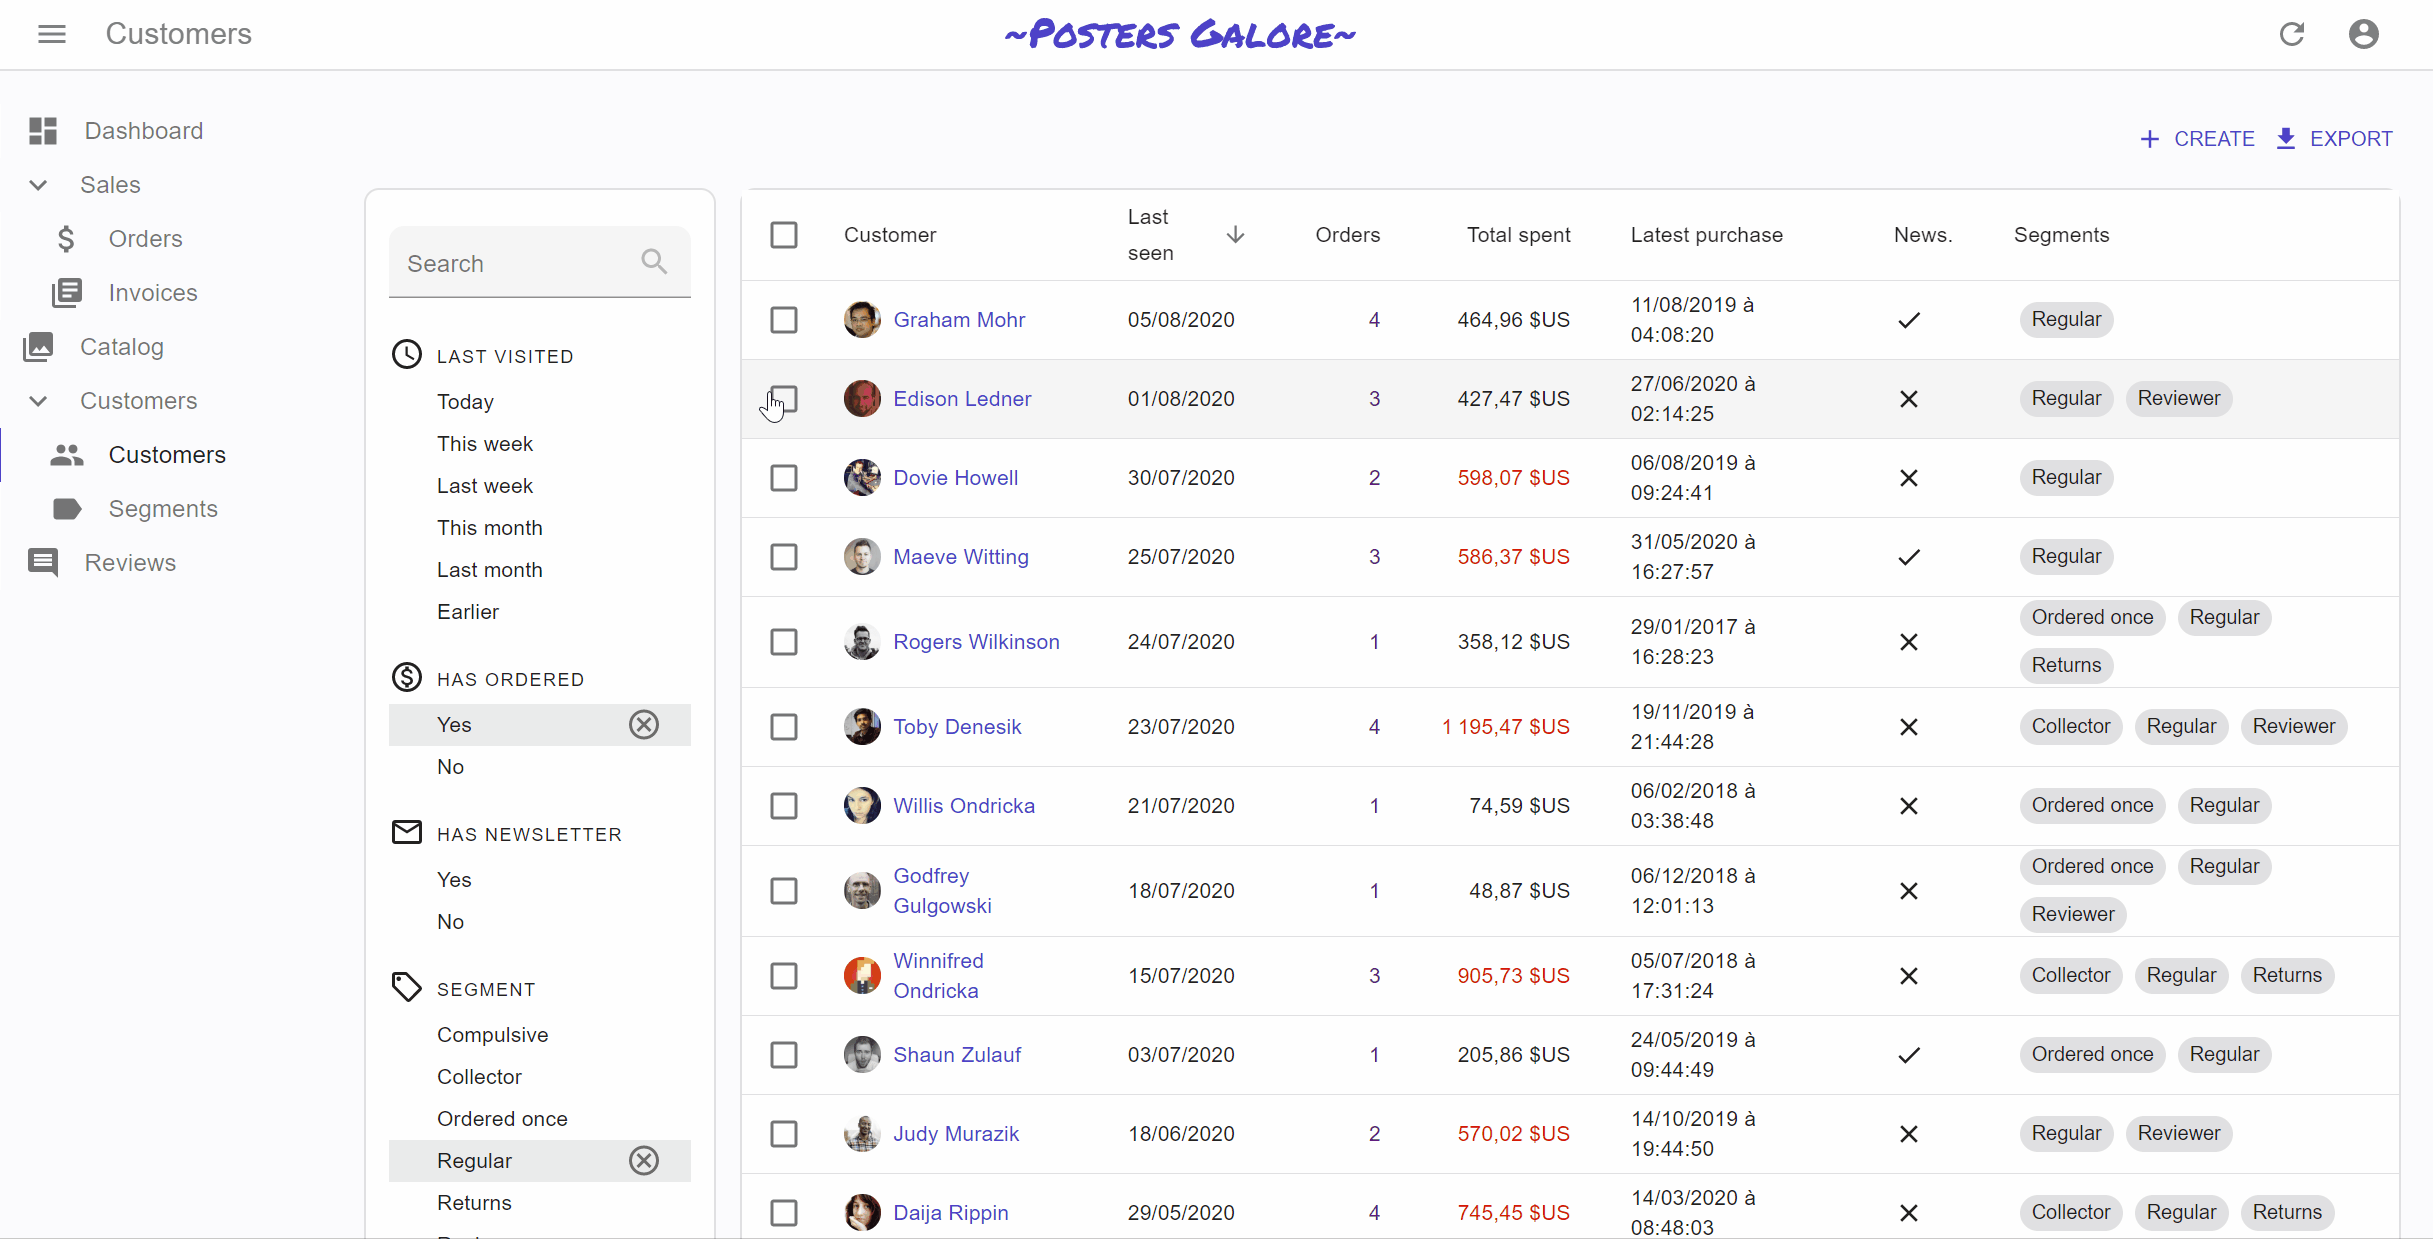 Customers
~Posters Galore~
Dashboard
Sales
Orders
Invoices
Catalog
Customers
Customers
Segments
Reviews
CREATE
EXPORT
Search
LAST VISITED
Today
This week
Last week
This month
Last month
Earlier
HAS ORDERED
Yes
No
HAS NEWSLETTER
Yes
No
SEGMENT
Compulsive
Collector
Ordered once
Regular
Returns
Customer Last seen Orders Total spent Latest purchase News. Segments
Graham Mohr 05/08/2020 4 464,96 $US 11/08/2019 à 04:08:20 Regular
Edison Ledner 01/08/2020 3 427,47 $US 27/06/2020 à 02:14:25 Regular Reviewer
Dovie Howell 30/07/2020 2 598,07 $US 06/08/2019 à 09:24:41 Regular
Maeve Witting 25/07/2020 3 586,37 $US 31/05/2020 à 16:27:57 Regular
Rogers Wilkinson 24/07/2020 1 358,12 $US 29/01/2017 à 16:28:23 Ordered once Regular Returns
Toby Denesik 23/07/2020 4 1 195,47 $US 19/11/2019 à 21:44:28 Collector Regular Reviewer
Willis Ondricka 21/07/2020 1 74,59 $US 06/02/2018 à 03:38:48 Ordered once Regular
Godfrey Gulgowski 18/07/2020 1 48,87 $US 06/12/2018 à 12:01:13 Ordered once Regular Reviewer
Winnifred Ondricka 15/07/2020 3 905,73 $US 05/07/2018 à 17:31:24 Collector Regular Returns
Shaun Zulauf 03/07/2020 1 205,86 $US 24/05/2019 à 09:44:49 Ordered once Regular
Judy Murazik 18/06/2020 2 570,02 $US 14/10/2019 à 19:44:50 Regular Reviewer
Daija Rippin 29/05/2020 4 745,45 $US 14/03/2020 à 08:48:03 Collector Regular Returns